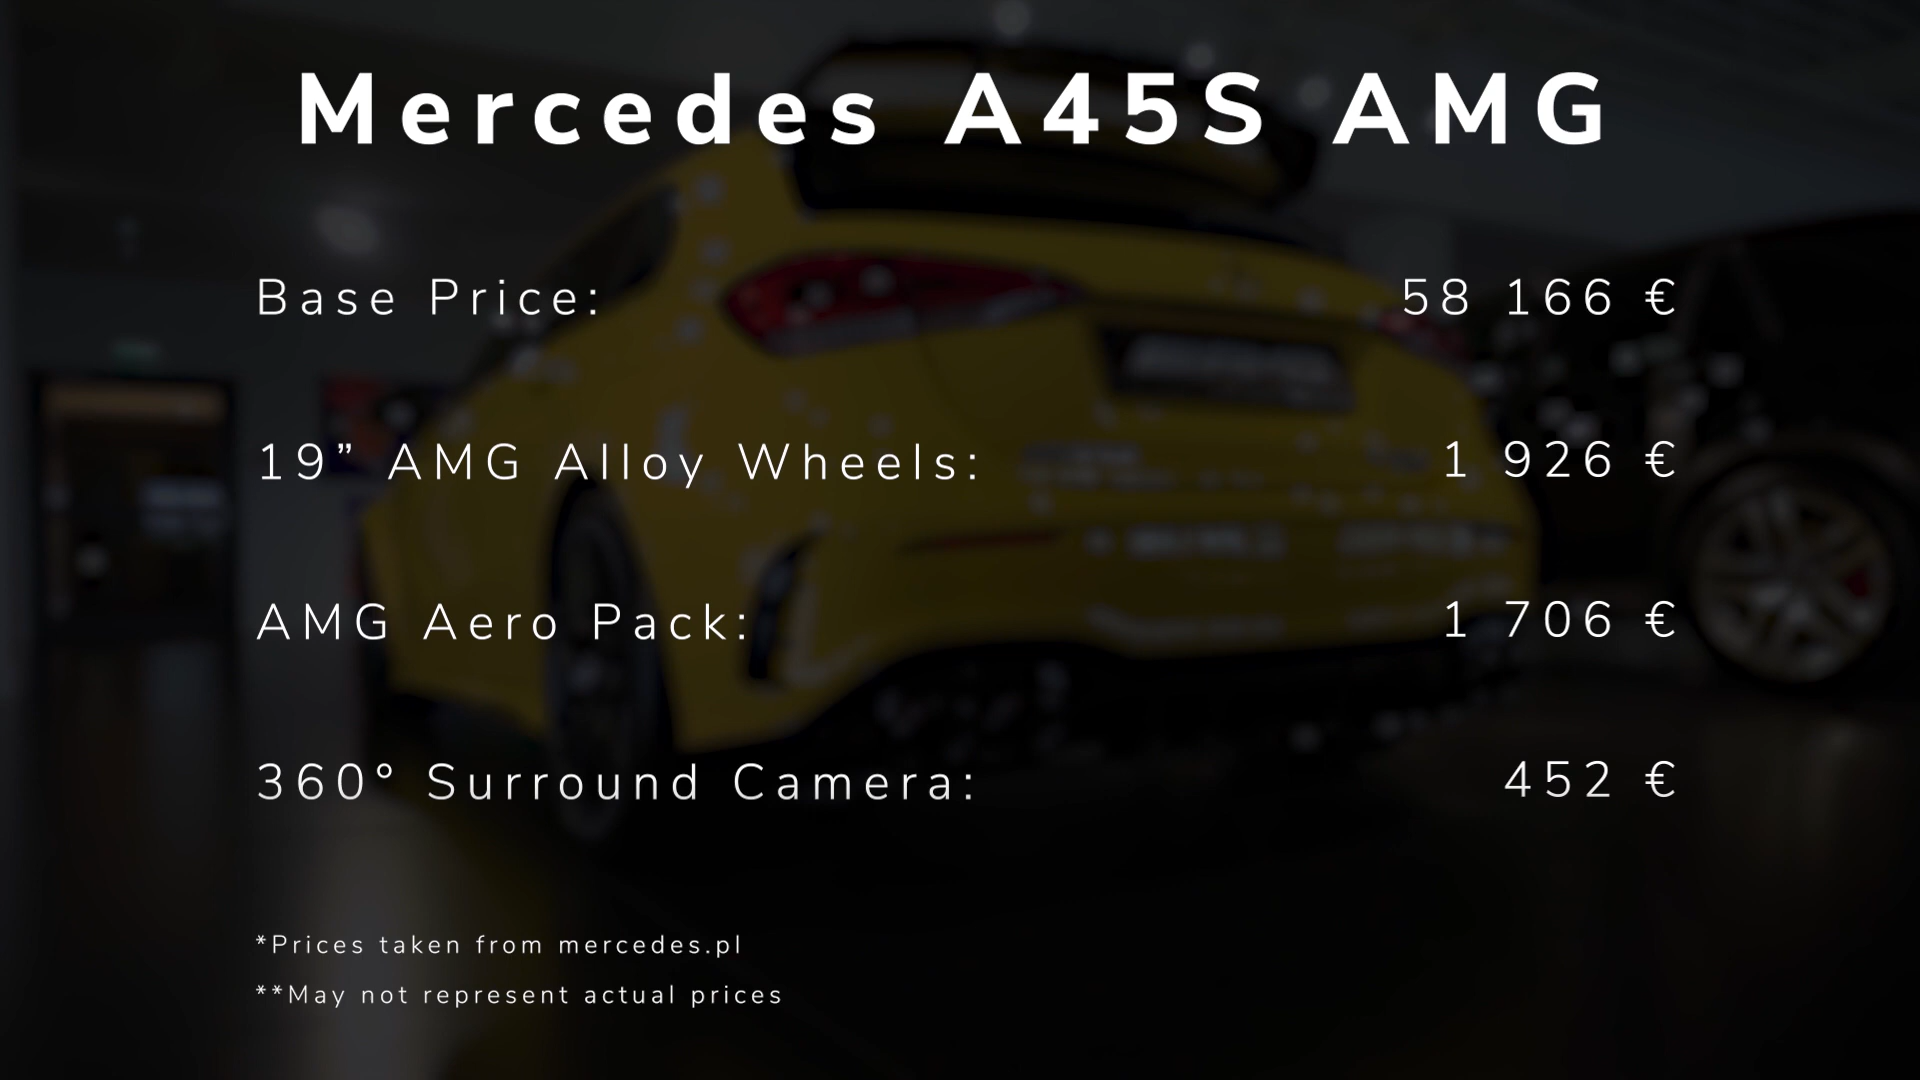 Mercedes A45S AMG
Base Price: 58 166 €
19” AMG Alloy Wheels: 1 926 €
AMG Aero Pack: 1 706 €
360° Surround Camera: 452 €
*Prices taken from mercedes.pl
**May not represent actual prices